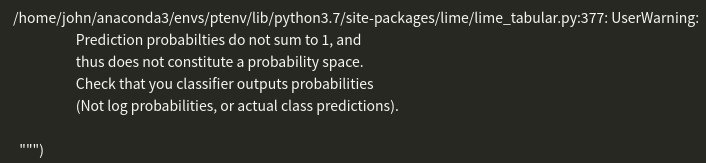 /home/john/anaconda3/envs/ptenv/lib/python3.7/site-packages/lime/lime_tabular.py:377: UserWarning:
Prediction probabilties do not sum to 1, and
thus does not constitute a probability space.
Check that you classifier outputs probabilities
(Not log probabilities, or actual class predictions).
""")